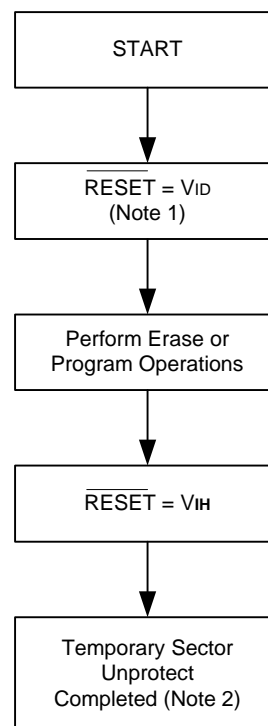 START
RESET = VID
(Note 1)
Perform Erase or
Program Operations
RESET = VIH
Temporary Sector
Unprotect
Completed (Note 2)